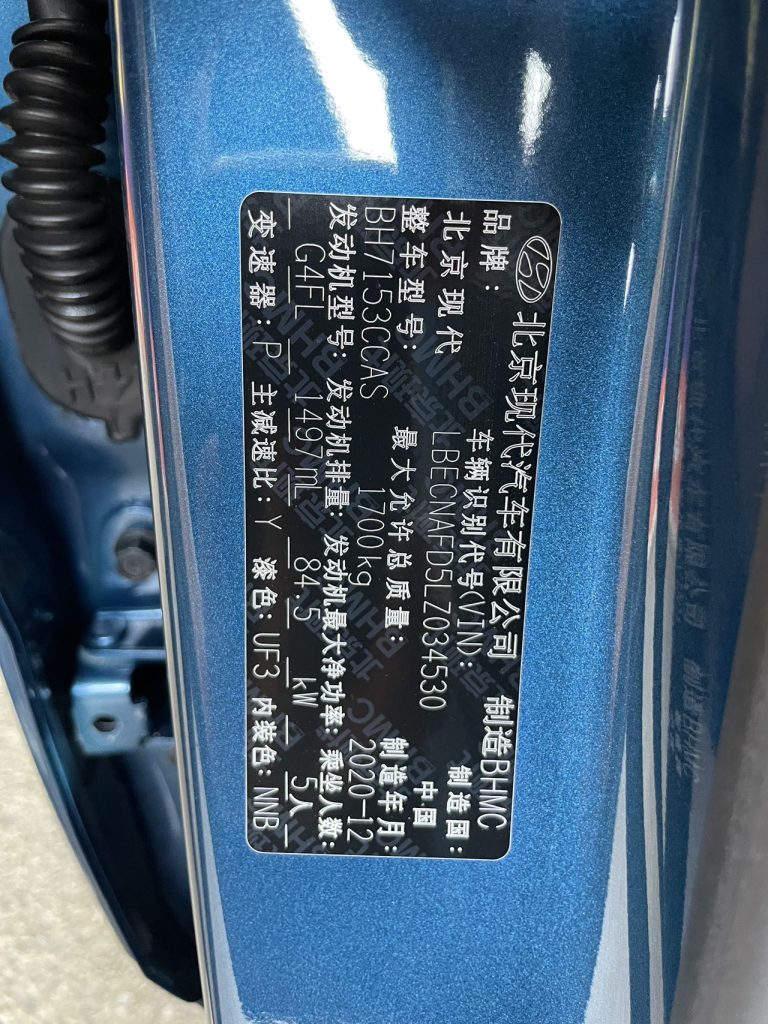 北京现代汽车有限公司 制造BHMC
品牌: 车辆识别代号(VIN): 制造国:
北京现代 LBECNAFD5LZ034530 中国
整车型号: 最大允许总质量: 制造年月:
BH7153CCAS 1700kg 2020-12
发动机型号: 发动机排量: 发动机最大净功率: 乘坐人数:
G4FL 1497mL 84.5 kW 5人
变速器: P 主减速比: Y 漆色: UF3 内装色: NNB